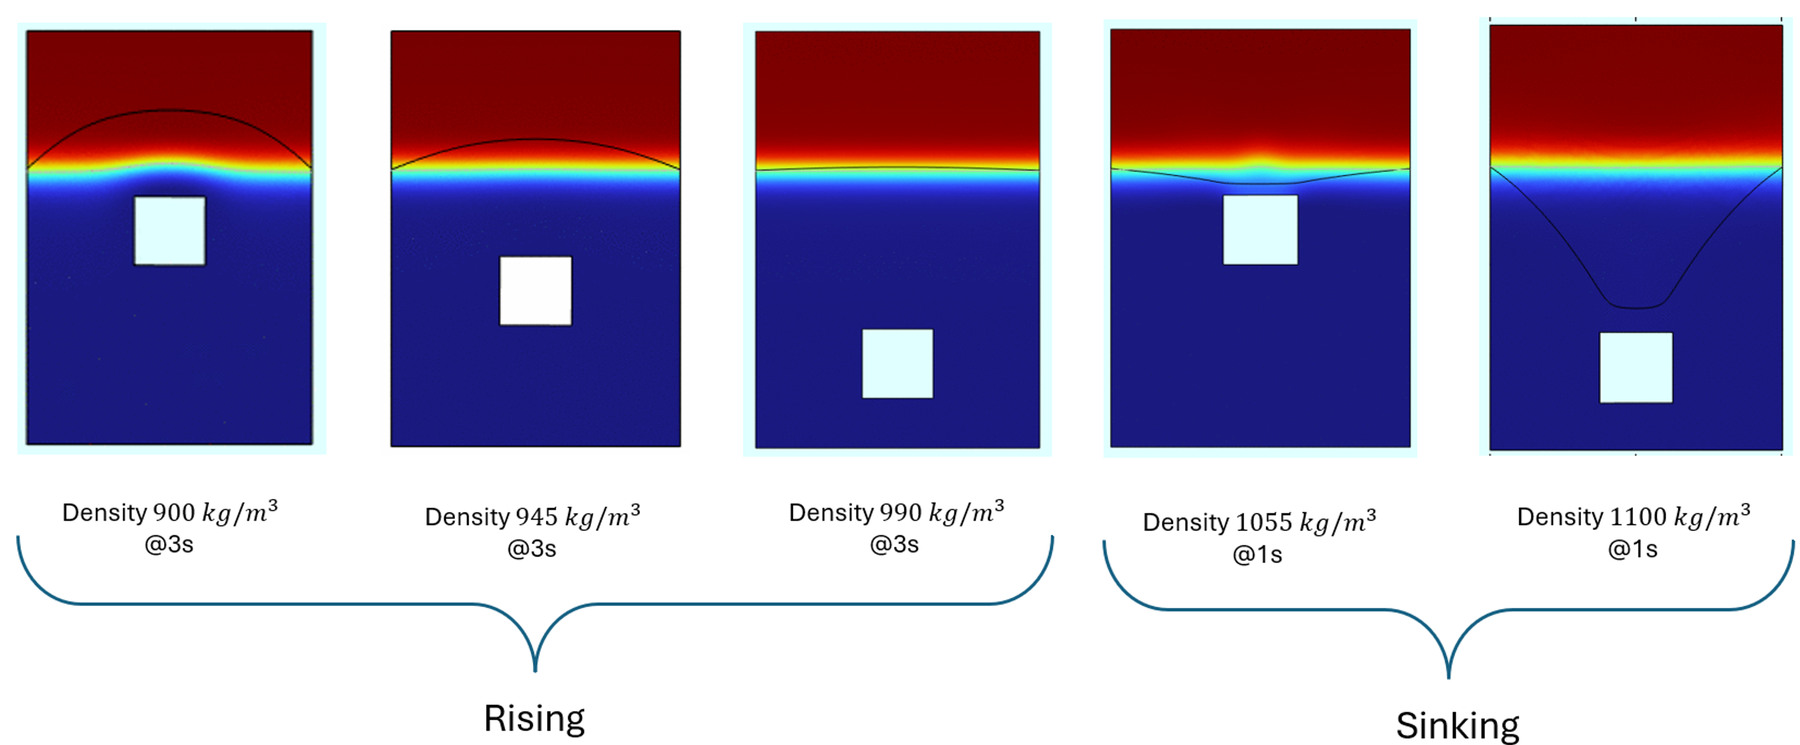 Density 900 kg/m³
@3s
Density 945 kg/m³
@3s
Density 990 kg/m³
@3s
Density 1055 kg/m³
@1s
Density 1100 kg/m³
@1s
Rising
Sinking